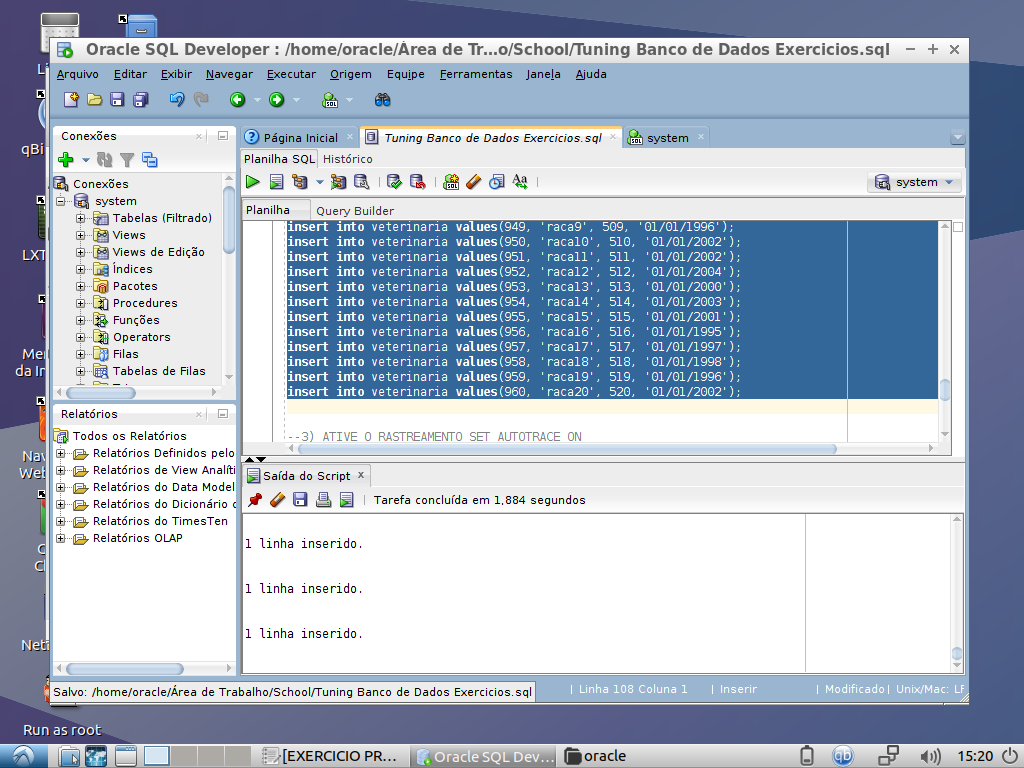 Oracle SQL Developer : /home/oracle/Área de Tr...o/School/Tuning Banco de Dados Exercicios.sql
Arquivo Editar Exibir Navegar Executar Origem Equipe Ferramentas Janela Ajuda
Conexões
Conexões
system
Tabelas (Filtrado)
Views
Views de Edição
Índices
Pacotes
Procedures
Funções
Operators
Filas
Tabelas de Filas
Relatórios
Todos os Relatórios
Relatórios Definidos pelo
Relatórios de View Analíti
Relatórios do Data Model
Relatórios do Dicionário
Relatórios do TimesTen
Relatórios OLAP
Página Inicial
Tuning Banco de Dados Exercicios.sql
system
Planilha SQL Histórico
system
Planilha Query Builder
insert into veterinaria values(949, 'raca9', 509, '01/01/1996');
insert into veterinaria values(950, 'raca10', 510, '01/01/2002');
insert into veterinaria values(951, 'raca11', 511, '01/01/2002');
insert into veterinaria values(952, 'raca12', 512, '01/01/2004');
insert into veterinaria values(953, 'raca13', 513, '01/01/2000');
insert into veterinaria values(954, 'raca14', 514, '01/01/2003');
insert into veterinaria values(955, 'raca15', 515, '01/01/2001');
insert into veterinaria values(956, 'raca16', 516, '01/01/1995');
insert into veterinaria values(957, 'raca17', 517, '01/01/1997');
insert into veterinaria values(958, 'raca18', 518, '01/01/1998');
insert into veterinaria values(959, 'raca19', 519, '01/01/1996');
insert into veterinaria values(960, 'raca20', 520, '01/01/2002');
--3) ATIVE O RASTREAMENTO SET AUTOTRACE ON
Saída do Script
Tarefa concluída em 1,884 segundos
1 linha inserido.
1 linha inserido.
1 linha inserido.
Salvo: /home/oracle/Área de Trabalho/School/Tuning Banco de Dados Exercicios.sql
| Linha 108 Coluna 1 | Inserir | Modificado | Unix/Mac: LF
qBi
LXT
Mer
da In
Nav
Web
Run as root
[EXERCICIO PR...
Oracle SQL Dev...
oracle
qb
15:20